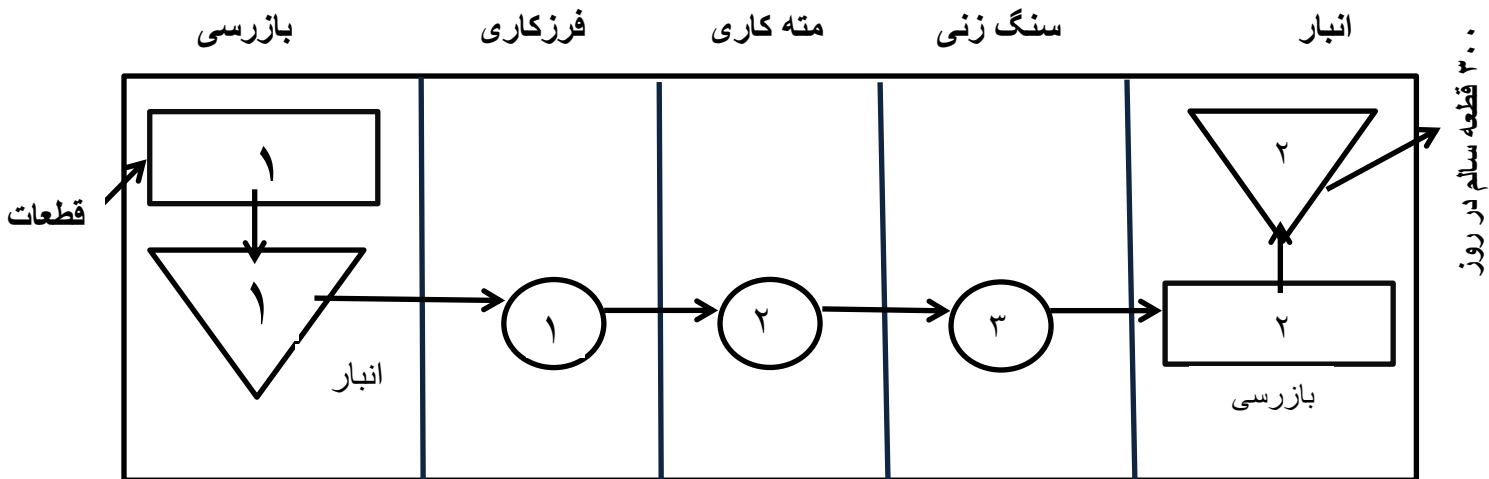 بازرسی
فرزکاری
مته کاری
سنگ زنی
انبار
۳۰۰ قطعه سالم در روز
قطعات
۱
۱
انبار
۱
۲
۳
۲
۲
بازرسی